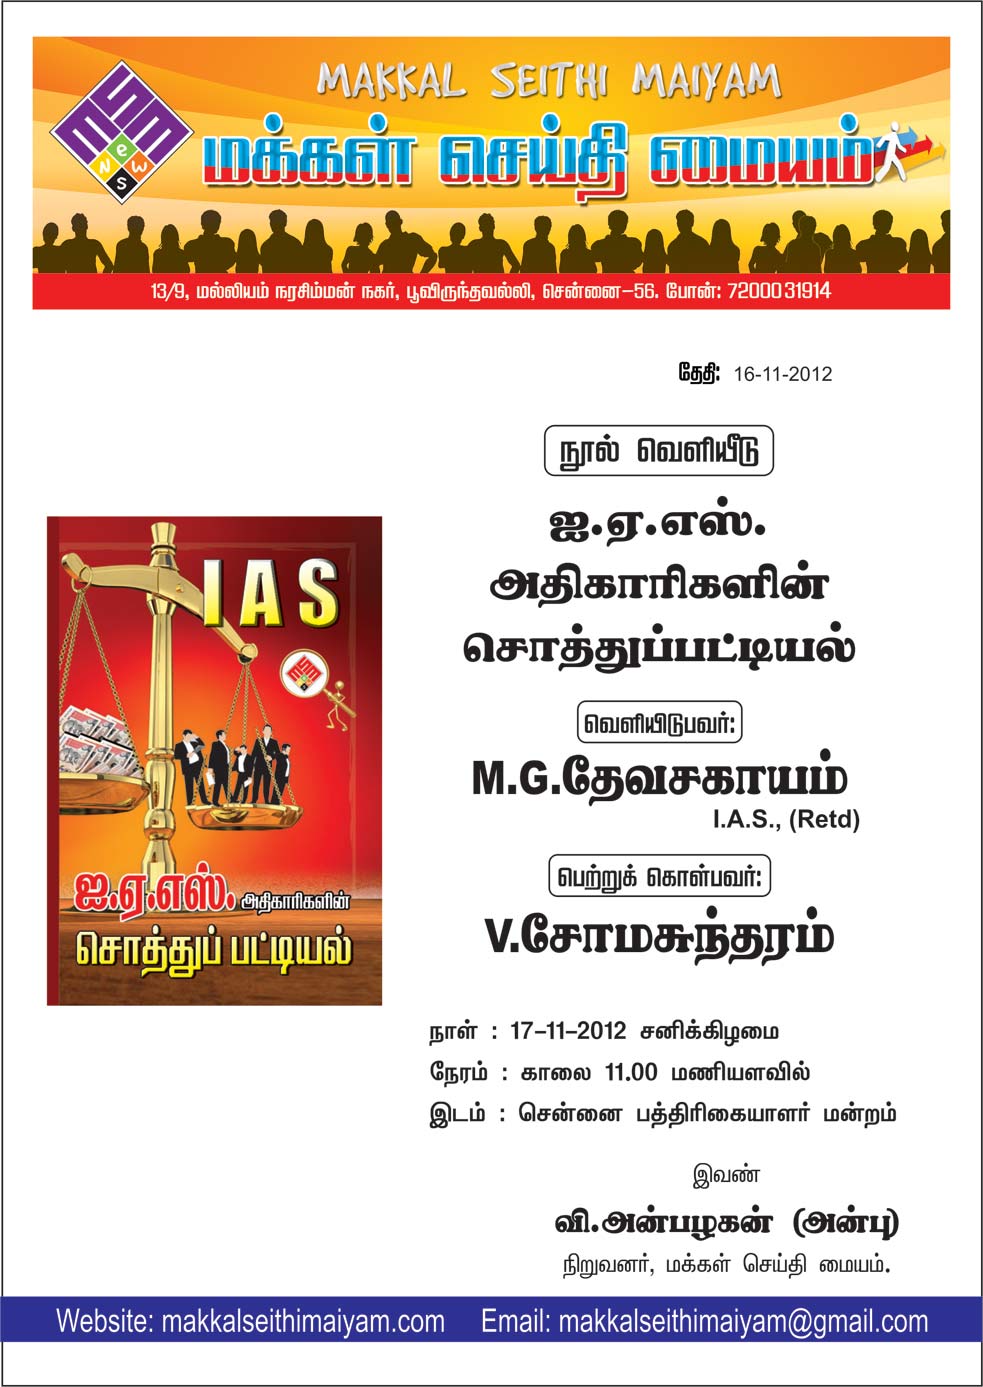 MAKKAL SEITHI MAIYAM
மக்கள் செய்தி மையம்
MSM
NeWS
13/9, மல்லியம் நரசிம்மன் நகர், பூவிருந்தவல்லி, சென்னை-56. போன்: 7200031914
தேதி: 16-11-2012
நூல் வெளியீடு
ஐ.ஏ.எஸ்.
அதிகாரிகளின்
சொத்துப்பட்டியல்
IAS
ஐ.ஏ.எஸ். அதிகாரிகளின்
சொத்துப் பட்டியல்
வெளியிடுபவர்:
M.G.தேவசகாயம்
I.A.S., (Retd)
பெற்றுக் கொள்பவர்:
V.சோமசுந்தரம்
நாள் : 17-11-2012 சனிக்கிழமை
நேரம் : காலை 11.00 மணியளவில்
இடம் : சென்னை பத்திரிகையாளர் மன்றம்
இவண்
வி.அன்பழகன் (அன்பு)
நிறுவனர், மக்கள் செய்தி மையம்.
Website: makkalseithimaiyam.com Email: makkalseithimaiyam@gmail.com